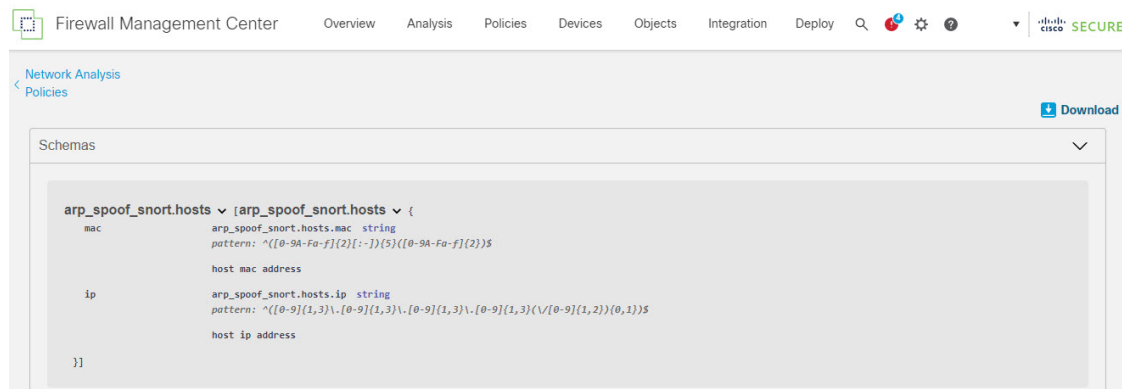 Firewall Management Center Overview Analysis Policies Devices Objects Integration Deploy 4 cisco SECURE
Network Analysis
Policies
Download
Schemas
arp_spoof_snort.hosts [arp_spoof_snort.hosts {
mac arp_spoof_snort.hosts.mac string
pattern: ^([0-9A-Fa-f]{2}[:-]){5}([0-9A-Fa-f]{2})$
host mac address
ip arp_spoof_snort.hosts.ip string
pattern: ^([0-9]{1,3}\.[0-9]{1,3}\.[0-9]{1,3}\.[0-9]{1,3}(\/[0-9]{1,2}){0,1})$
host ip address
}]